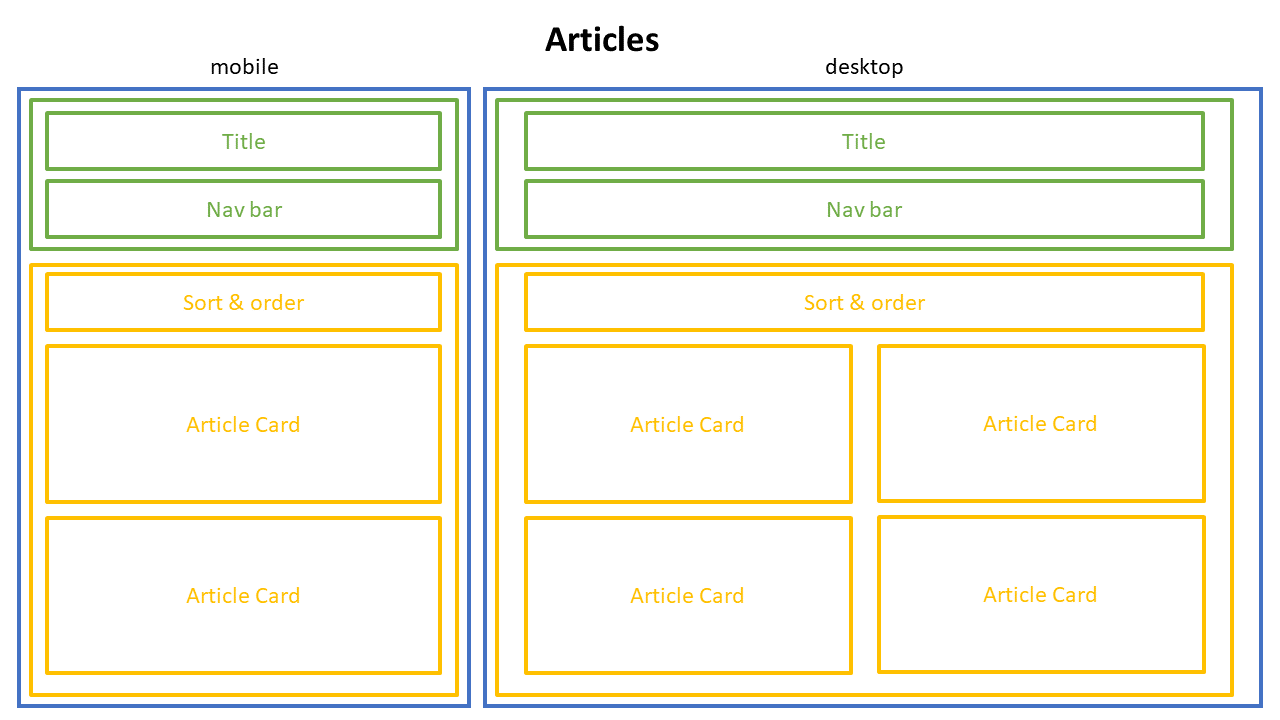 Articles
mobile
desktop
Title
Nav bar
Sort & order
Article Card
Article Card
Title
Nav bar
Sort & order
Article Card
Article Card
Article Card
Article Card